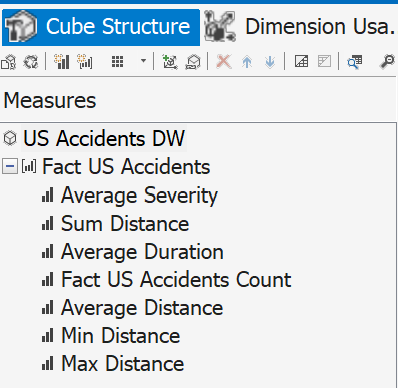 Cube Structure Dimension Usa.
Measures
US Accidents DW
Fact US Accidents
Average Severity
Sum Distance
Average Duration
Fact US Accidents Count
Average Distance
Min Distance
Max Distance